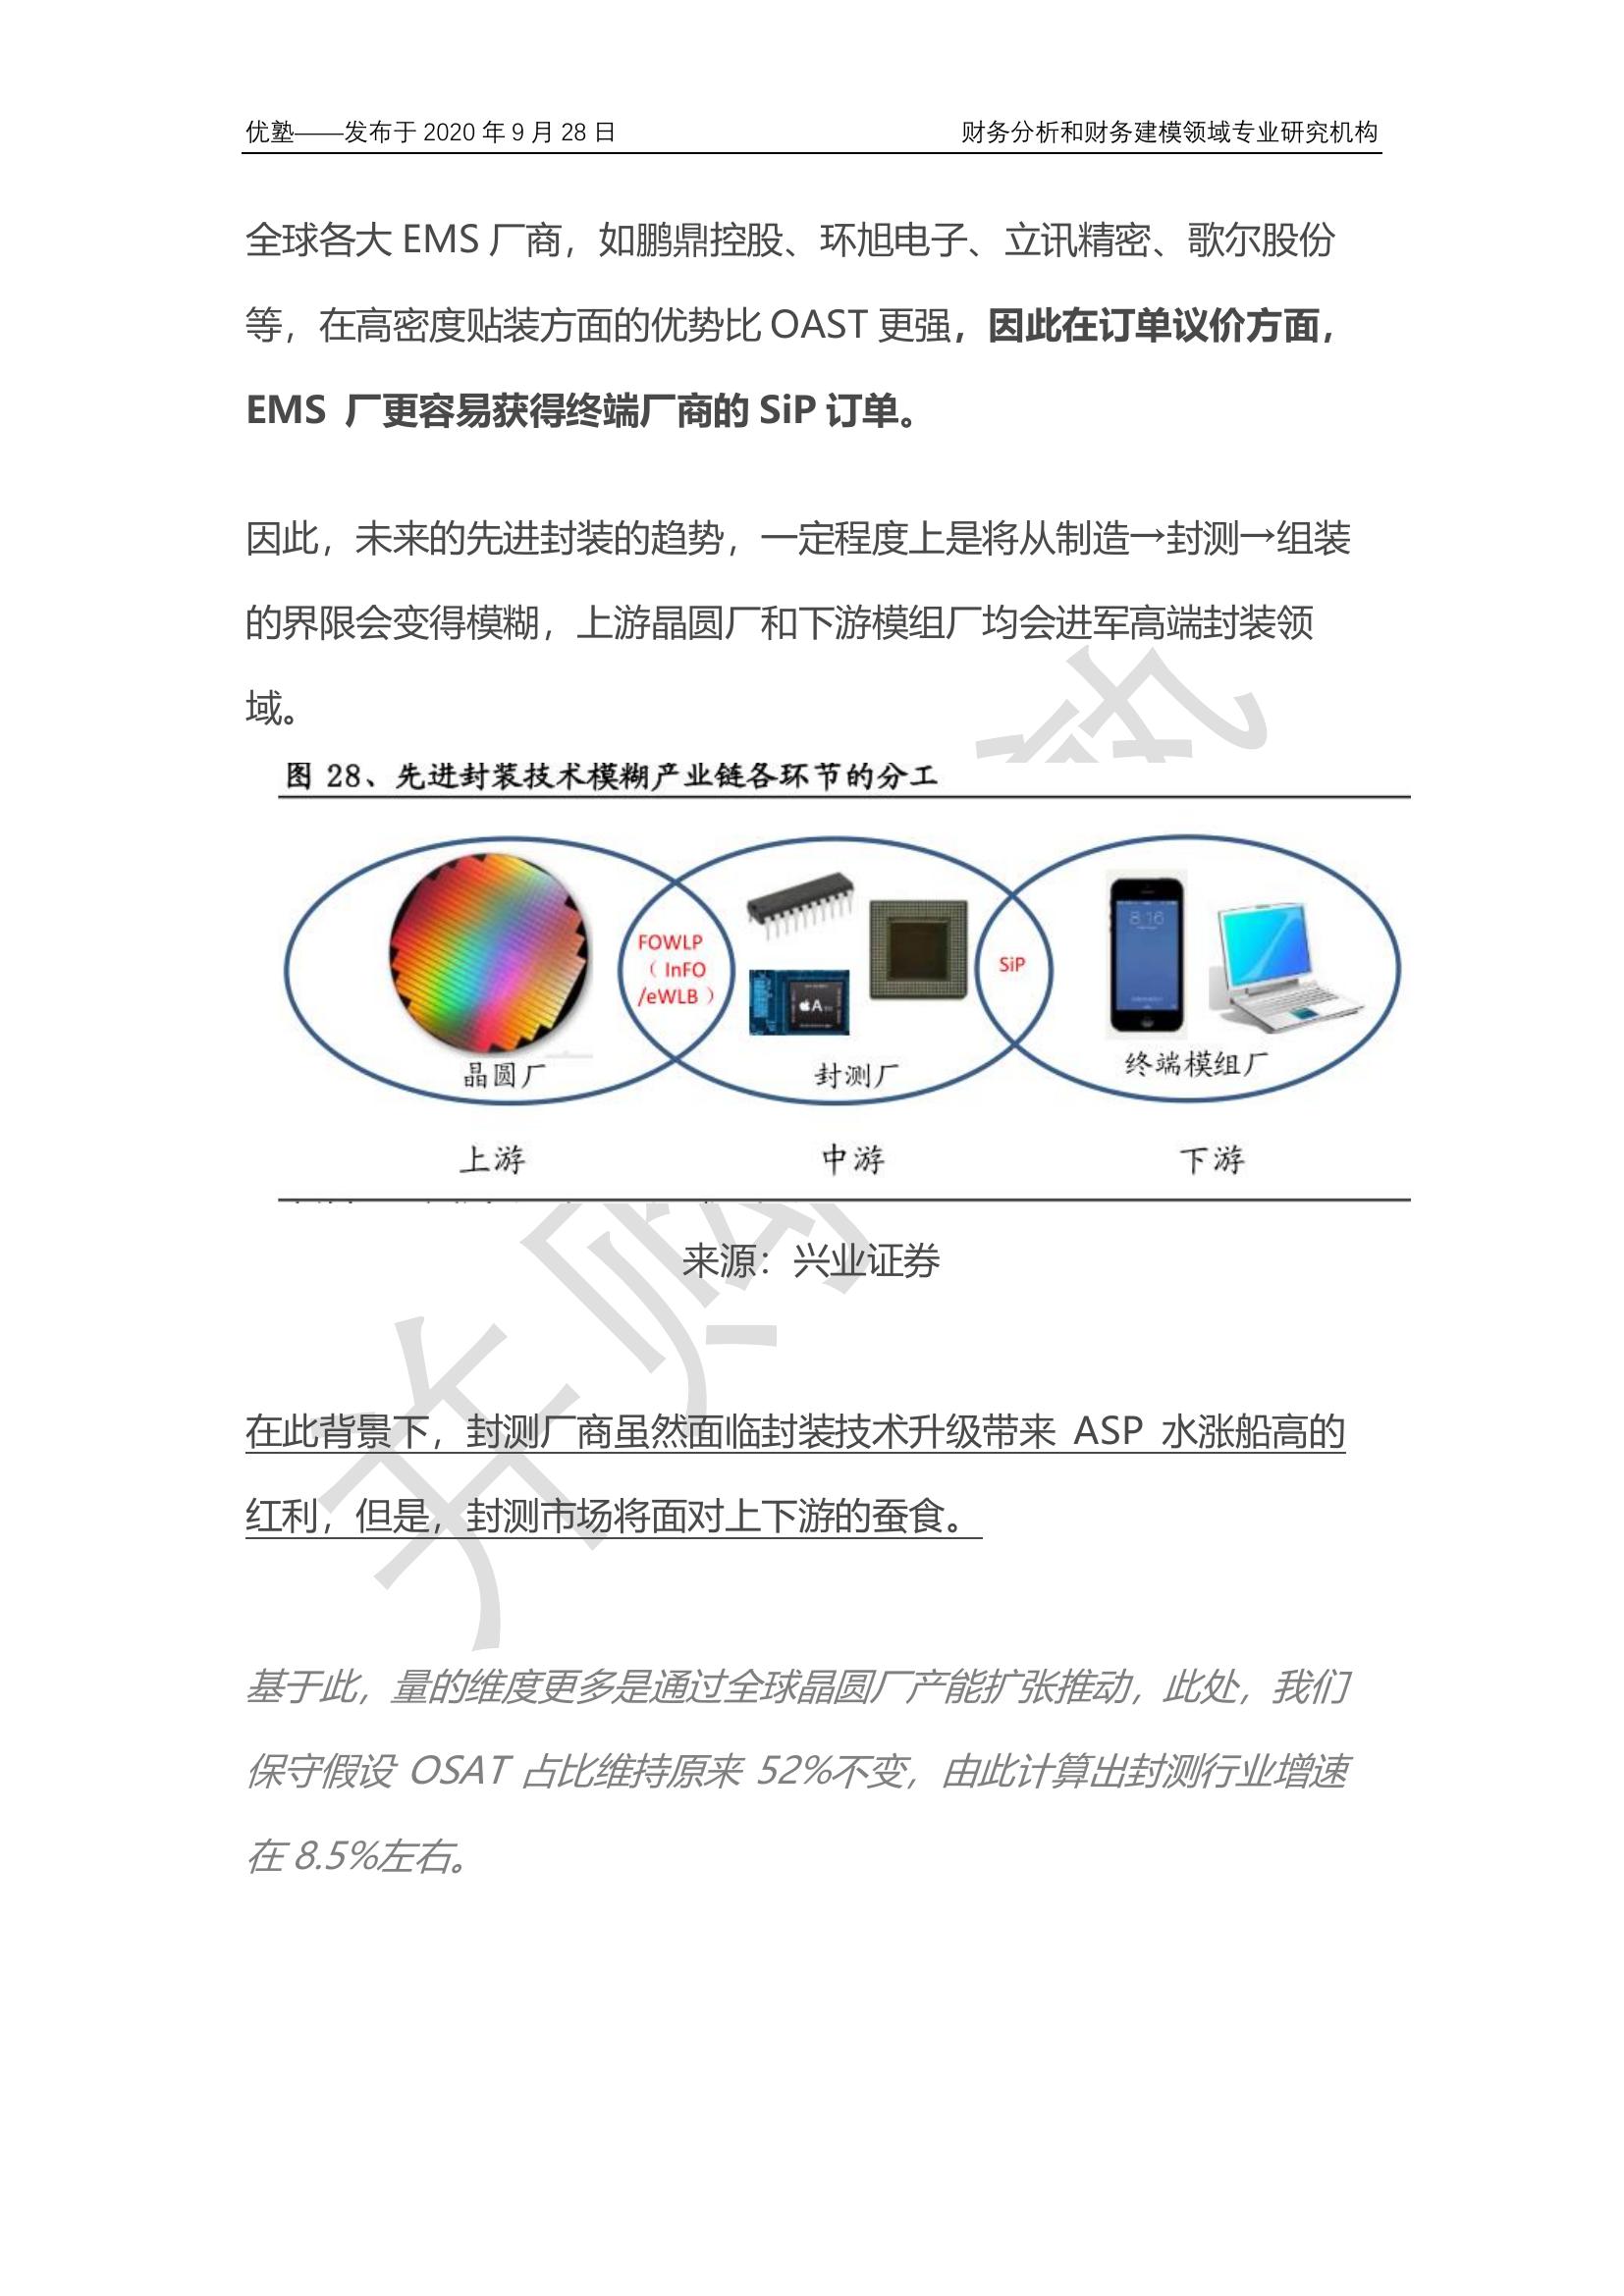 优塾——发布于 2020 年 9 月 28 日 财务分析和财务建模领域专业研究机构
全球各大 EMS 厂商，如鹏鼎控股、环旭电子、立讯精密、歌尔股份
等，在高密度贴装方面的优势比 OAST 更强，因此在订单议价方面，
EMS 厂更容易获得终端厂商的 SiP 订单。
因此，未来的先进封装的趋势，一定程度上是将从制造→封测→组装
的界限会变得模糊，上游晶圆厂和下游模组厂均会进军高端封装领
域。
图 28、先进封装技术模糊产业链各环节的分工
FOWLP
（ InFO
/eWLB ）
SiP
8:16
A
晶圆厂
封测厂
终端模组厂
上游
中游
下游
来源：兴业证券
在此背景下，封测厂商虽然面临封装技术升级带来 ASP 水涨船高的
红利，但是，封测市场将面对上下游的蚕食。
基于此，量的维度更多是通过全球晶圆厂产能扩张推动，此处，我们
保守假设 OSAT 占比维持原来 52%不变，由此计算出封测行业增速
在 8.5%左右。
并购
塾